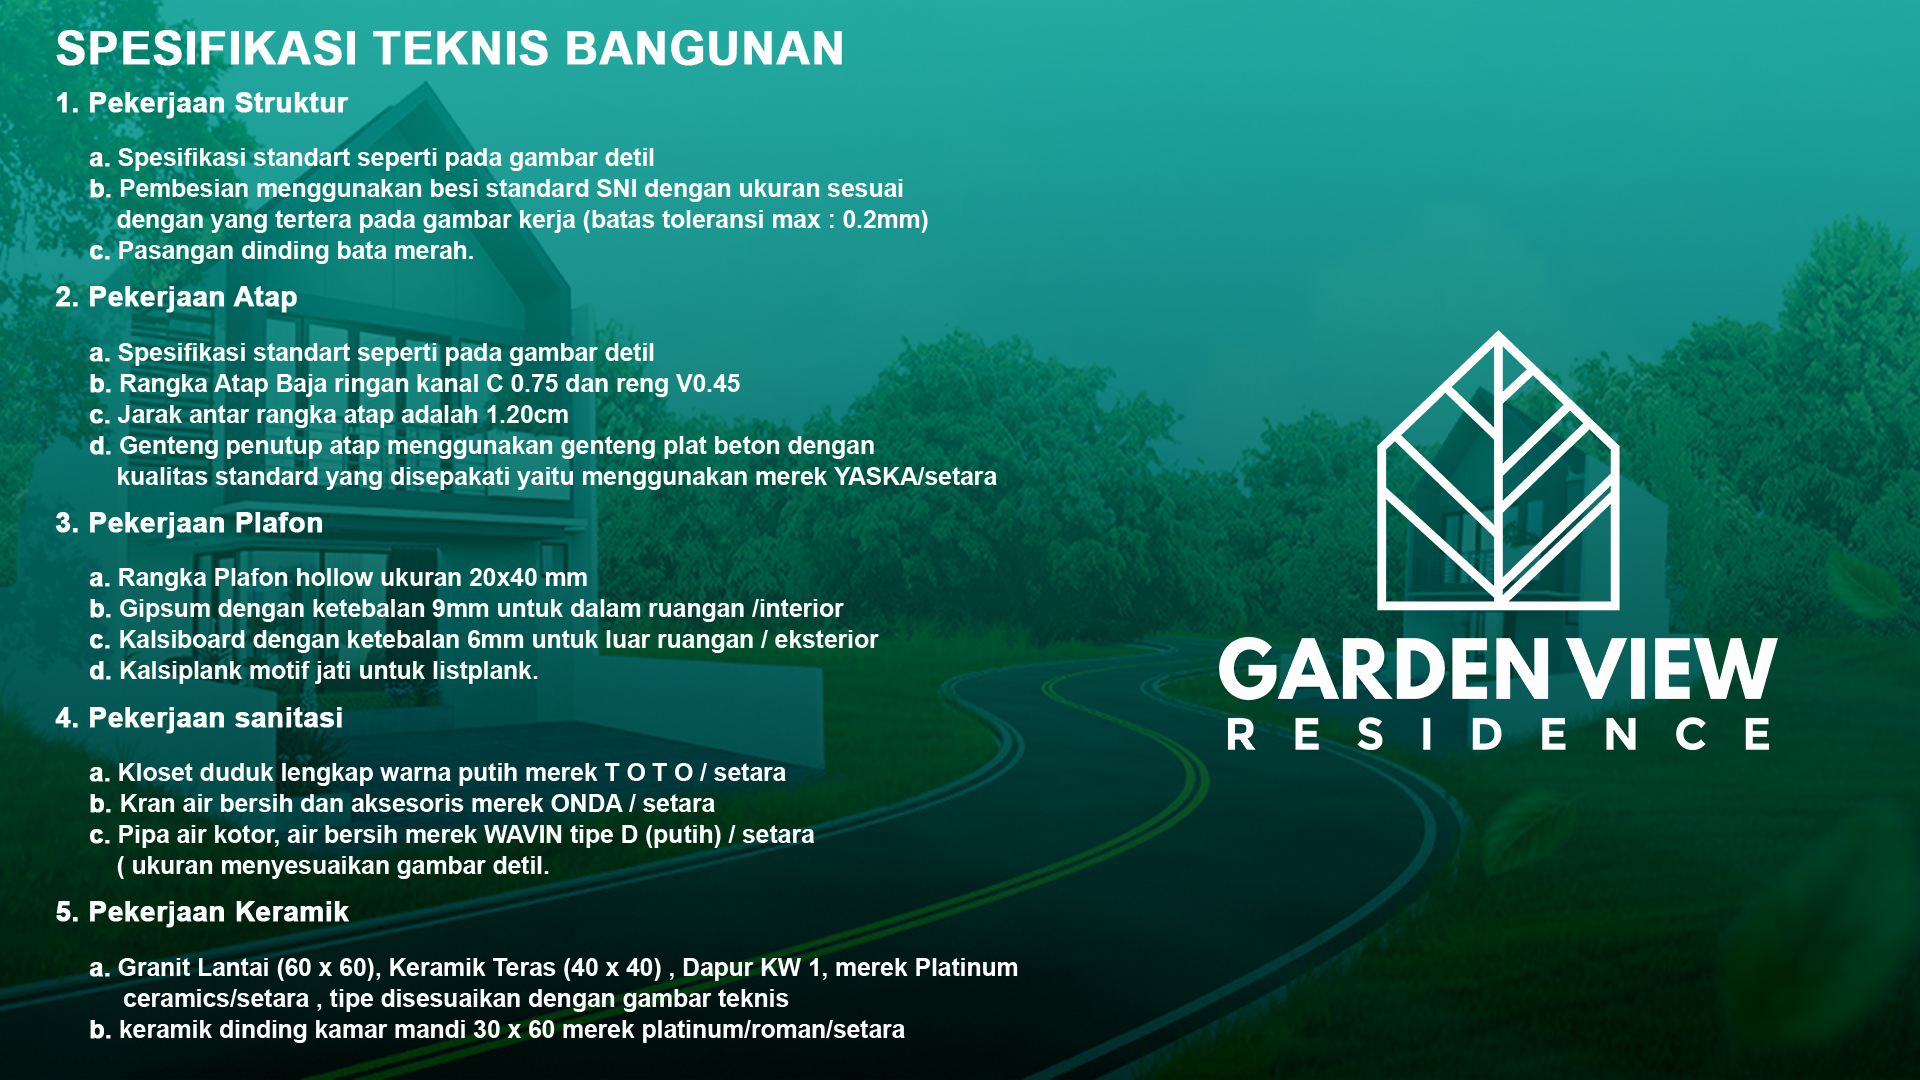 SPESIFIKASI TEKNIS BANGUNAN
1. Pekerjaan Struktur
a. Spesifikasi standart seperti pada gambar detil
b. Pembesian menggunakan besi standard SNI dengan ukuran sesuai
dengan yang tertera pada gambar kerja (batas toleransi max : 0.2mm)
c. Pasangan dinding bata merah.
2. Pekerjaan Atap
a. Spesifikasi standart seperti pada gambar detil
b. Rangka Atap Baja ringan kanal C 0.75 dan reng V0.45
c. Jarak antar rangka atap adalah 1.20cm
d. Genteng penutup atap menggunakan genteng plat beton dengan
kualitas standard yang disepakati yaitu menggunakan merek YASKA/setara
3. Pekerjaan Plafon
a. Rangka Plafon hollow ukuran 20x40 mm
b. Gipsum dengan ketebalan 9mm untuk dalam ruangan /interior
c. Kalsiboard dengan ketebalan 6mm untuk luar ruangan / eksterior
d. Kalsiplank motif jati untuk listplank.
4. Pekerjaan sanitasi
a. Kloset duduk lengkap warna putih merek T O T O / setara
b. Kran air bersih dan aksesoris merek ONDA / setara
c. Pipa air kotor, air bersih merek WAVIN tipe D (putih) / setara
( ukuran menyesuaikan gambar detil.
5. Pekerjaan Keramik
a. Granit Lantai (60 x 60), Keramik Teras (40 x 40) , Dapur KW 1, merek Platinum
ceramics/setara , tipe disesuaikan dengan gambar teknis
b. keramik dinding kamar mandi 30 x 60 merek platinum/roman/setara
GARDEN VIEW
RESIDENCE